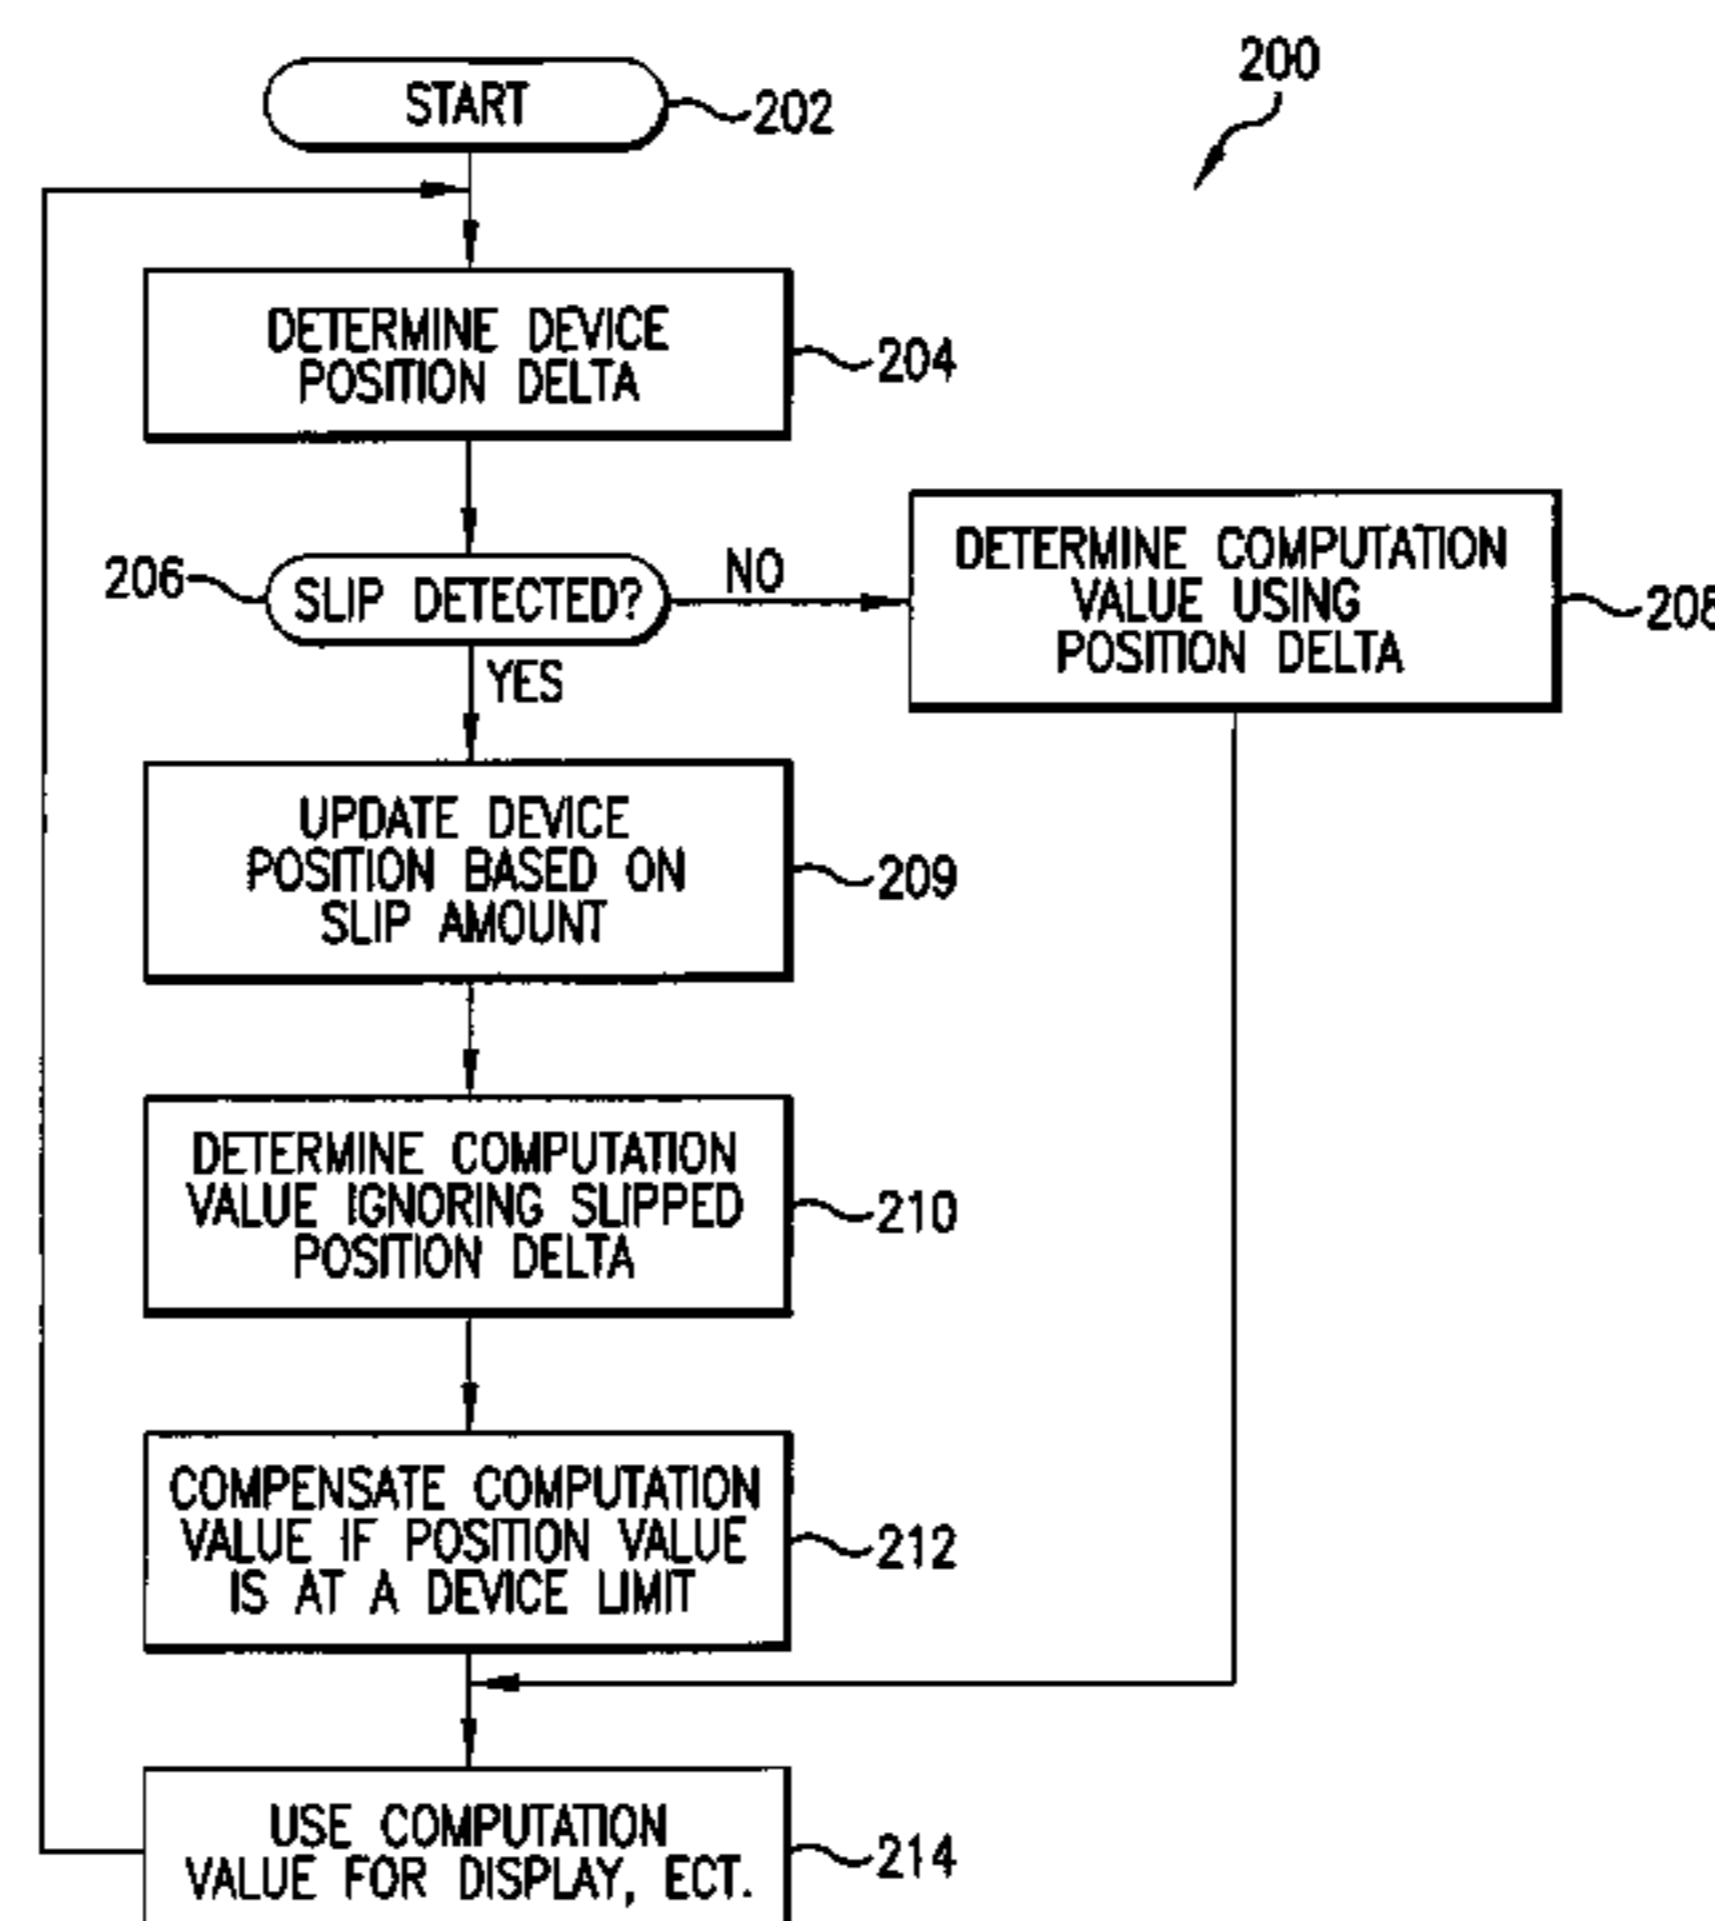 200
START
202
DETERMINE DEVICE
POSITION DELTA
204
206
SLIP DETECTED?
NO
YES
DETERMINE COMPUTATION
VALUE USING
POSITION DELTA
208
UPDATE DEVICE
POSITION BASED ON
SLIP AMOUNT
209
DETERMINE COMPUTATION
VALUE IGNORING SLIPPED
POSITION DELTA
210
COMPENSATE COMPUTATION
VALUE IF POSITION VALUE
IS AT A DEVICE LIMIT
212
USE COMPUTATION
VALUE FOR DISPLAY, ECT.
214